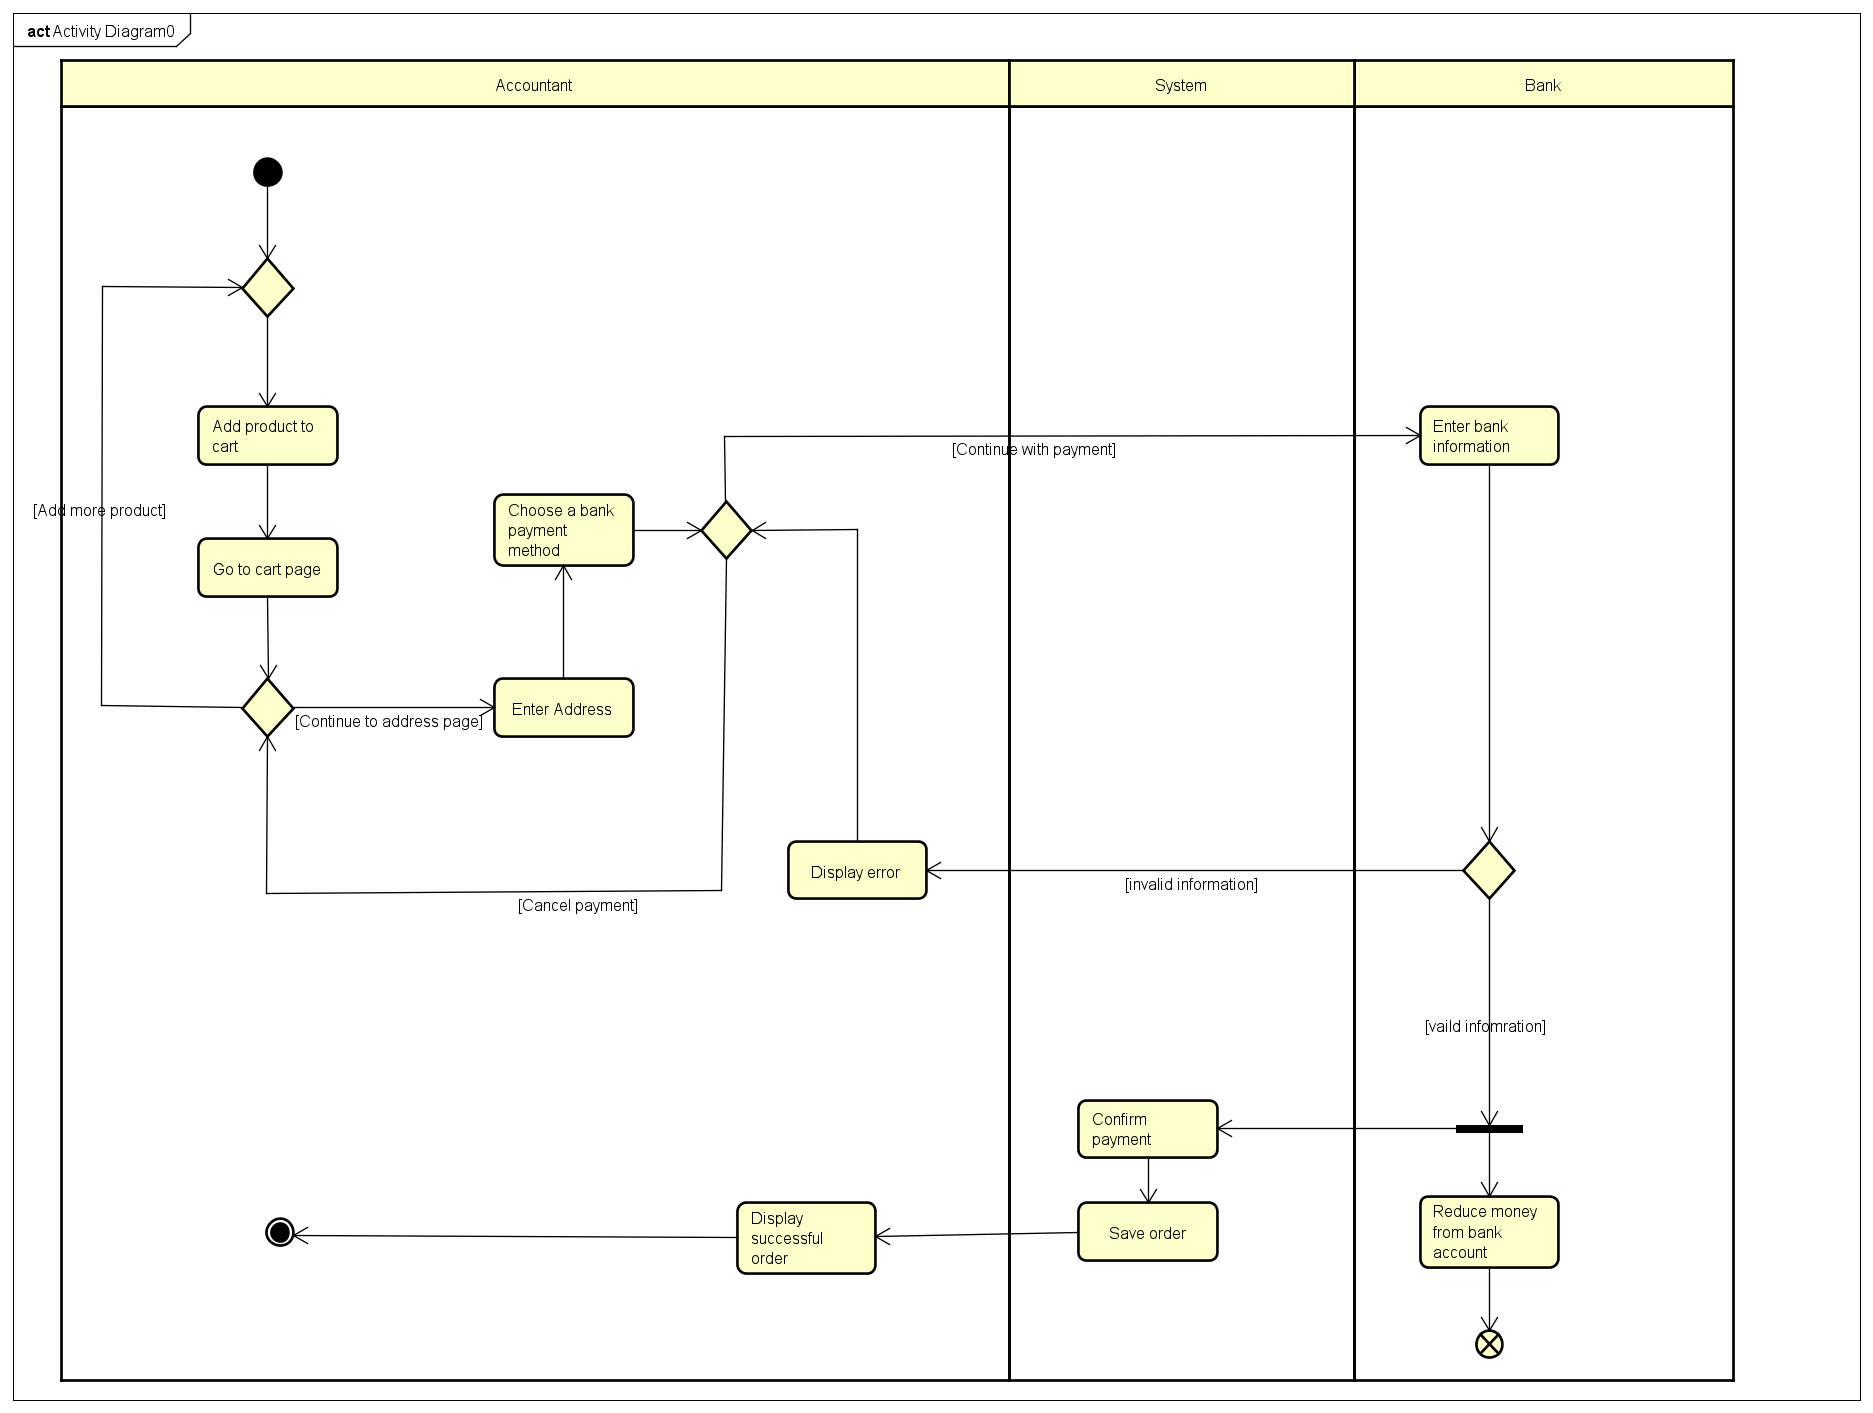 act Activity Diagram0
Accountant
System
Bank
Add product to
cart
[Add more product]
Go to cart page
[Continue to address page]
Enter Address
Choose a bank
payment
method
[Continue with payment]
Enter bank
information
[Cancel payment]
Display error
[invalid information]
[vaild infomration]
Confirm
payment
Save order
Display
successful
order
Reduce money
from bank
account